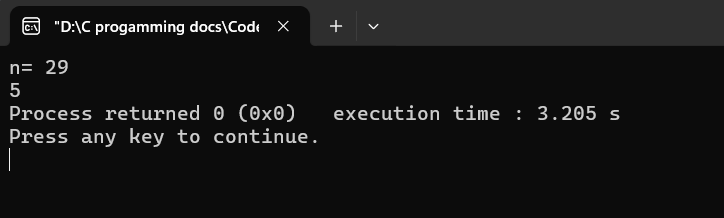 "D:\C progamming docs\Code
n= 29
5
Process returned 0 (0x0)   execution time : 3.205 s
Press any key to continue.